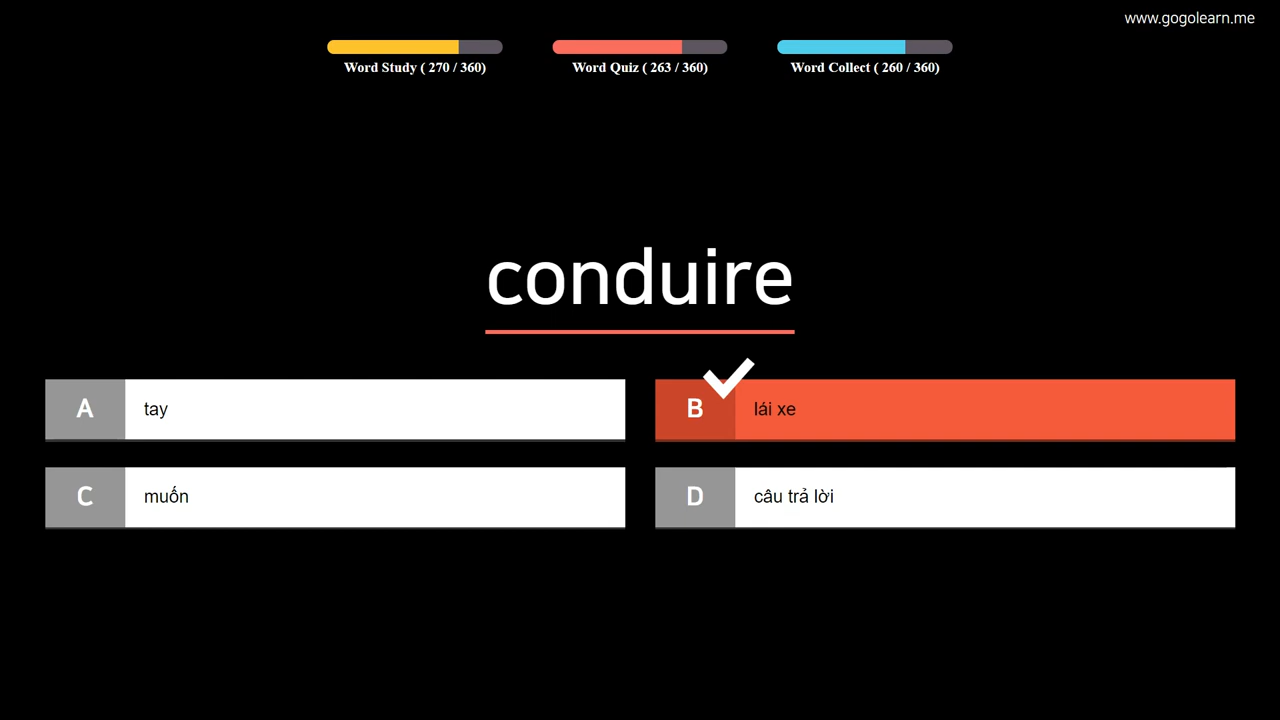 www.gogolearn.me
Word Study ( 270 / 360)
Word Quiz ( 263 / 360)
Word Collect ( 260 / 360)
conduire
A tay
B lái xe
C muốn
D câu trả lời